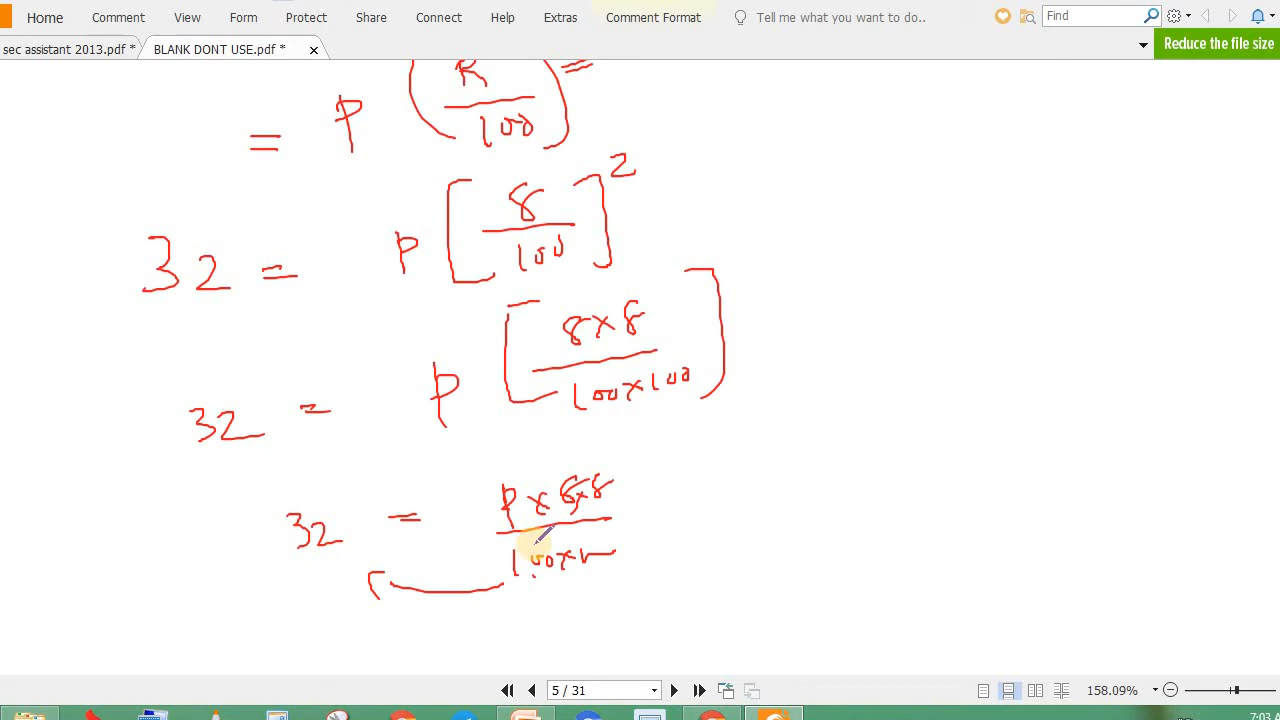 Home Comment View Form Protect Share Connect Help Extras Comment Format Tell me what you want to do.. Find
sec assistant 2013.pdf * BLANK DONT USE.pdf * Reduce the file size
= P (R/100)
32 = P [8/100]²
32 = P [8×8/100×100]
32 = P×8×8/100×
5 / 31 158.09%